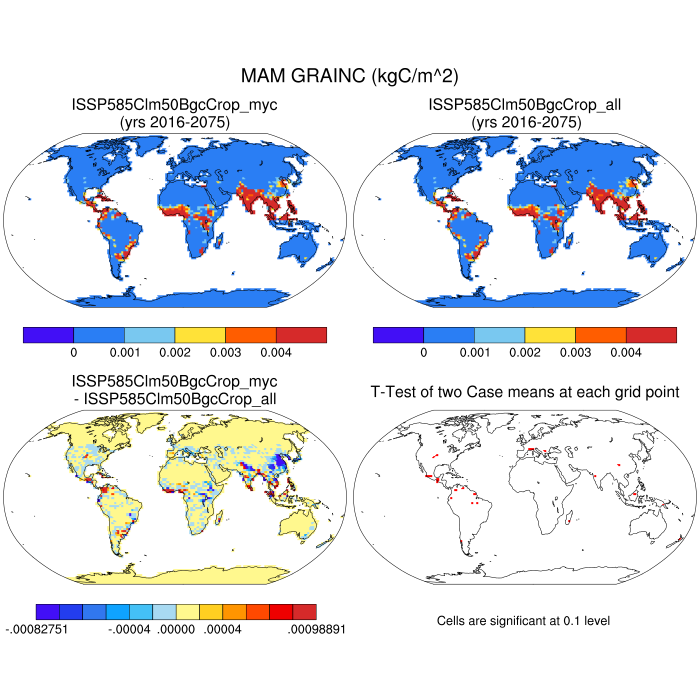 MAM GRAINC (kgC/m^2)
ISSP585Clm50BgcCrop_myc
(yrs 2016-2075)
ISSP585Clm50BgcCrop_all
(yrs 2016-2075)
0 0.001 0.002 0.003 0.004
0 0.001 0.002 0.003 0.004
ISSP585Clm50BgcCrop_myc
- ISSP585Clm50BgcCrop_all
T-Test of two Case means at each grid point
-.00082751 -.00004 .00000 .00004 .00098891
Cells are significant at 0.1 level